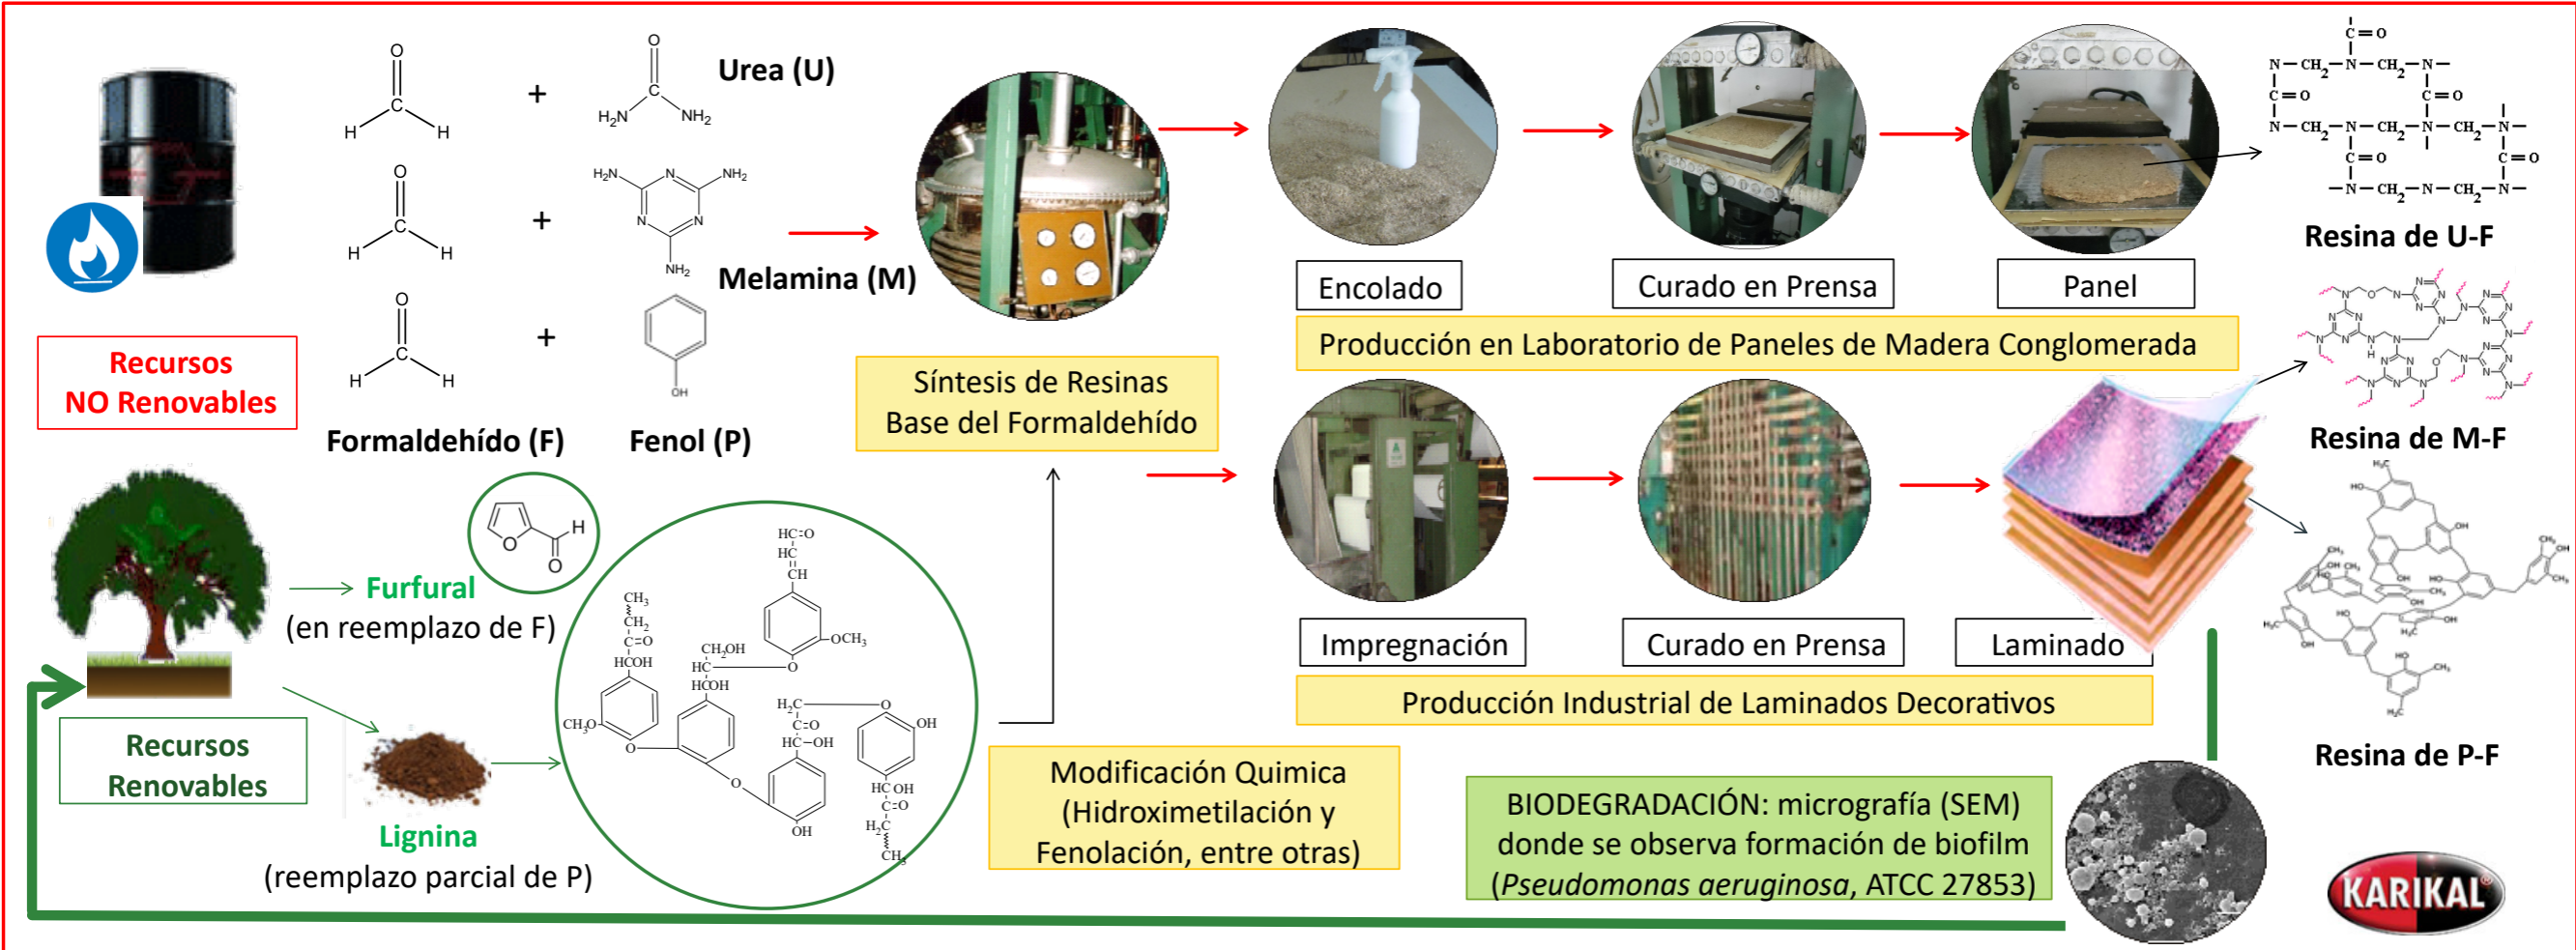 Urea (U)
Melamina (M)
Formaldehído (F)
Fenol (P)
Recursos
NO Renovables
Síntesis de Resinas
Base del Formaldehído
Encolado
Curado en Prensa
Panel
Producción en Laboratorio de Paneles de Madera Conglomerada
Resina de U-F
Resina de M-F
Resina de P-F
Impregnación
Curado en Prensa
Laminado
Producción Industrial de Laminados Decorativos
Furfural
(en reemplazo de F)
Recursos
Renovables
Lignina
(reemplazo parcial de P)
Modificación Quimica
(Hidroximetilación y
Fenolación, entre otras)
BIODEGRADACIÓN: micrografía (SEM)
donde se observa formación de biofilm
(Pseudomonas aeruginosa, ATCC 27853)
KARIKAL®